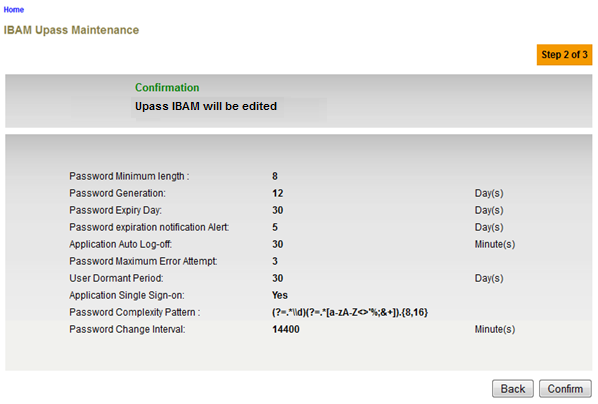 Home
IBAM Upass Maintenance
Step 2 of 3
Confirmation
Upass IBAM will be edited
Password Minimum length : 8
Password Generation: 12 Day(s)
Password Expiry Day: 30 Day(s)
Password expiration notification Alert: 5 Day(s)
Application Auto Log-off: 30 Minute(s)
Password Maximum Error Attempt: 3
User Dormant Period: 30 Day(s)
Application Single Sign-on: Yes
Password Complexity Pattern : (?=.*\\d)(?=.*[a-zA-Z<>'%;&+]).{8,16}
Password Change Interval: 14400 Minute(s)
Back Confirm